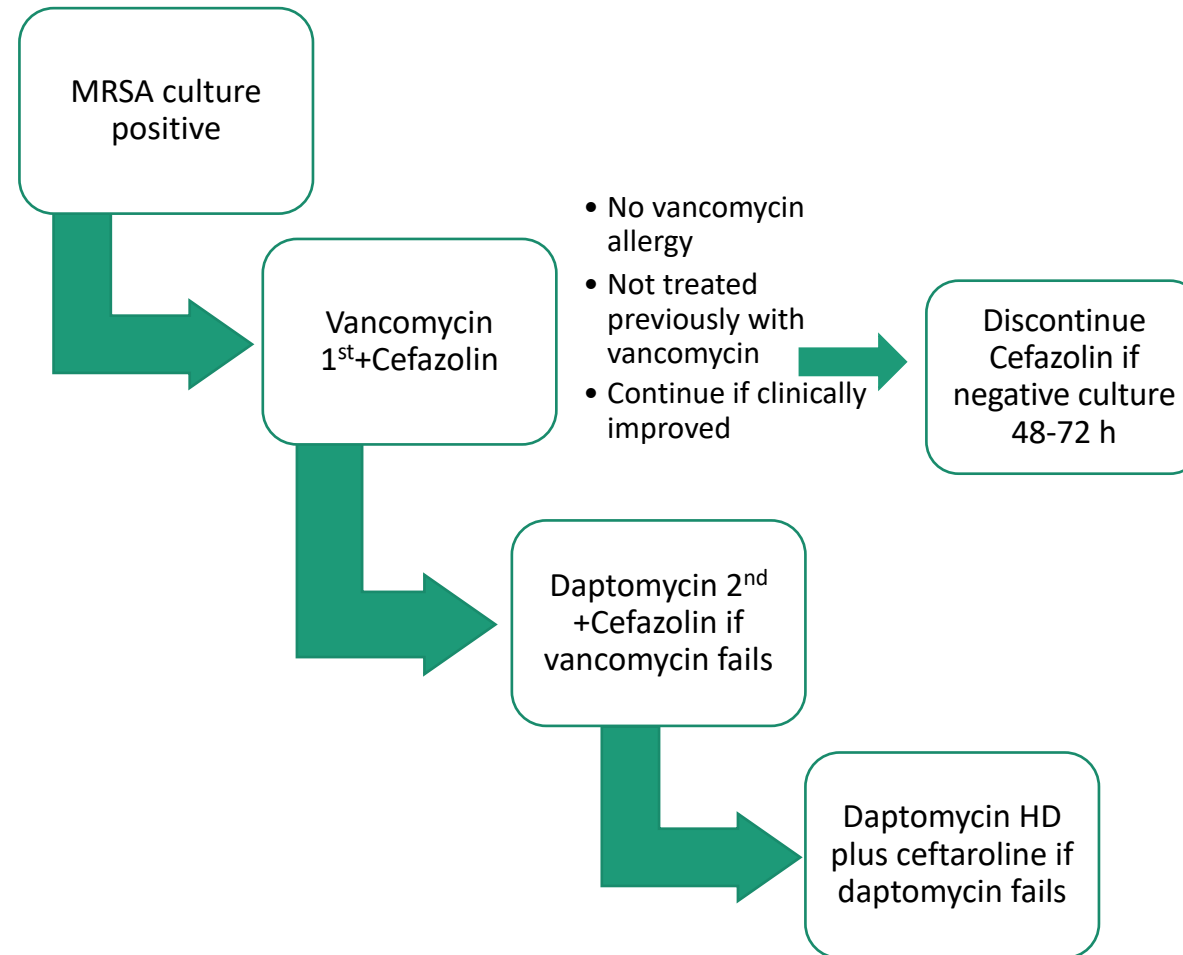 MRSA culture
positive
Vancomycin
1st+Cefazolin
• No vancomycin
allergy
• Not treated
previously with
vancomycin
• Continue if clinically
improved
Discontinue
Cefazolin if
negative culture
48-72 h
Daptomycin 2nd
+Cefazolin if
vancomycin fails
Daptomycin HD
plus ceftaroline if
daptomycin fails